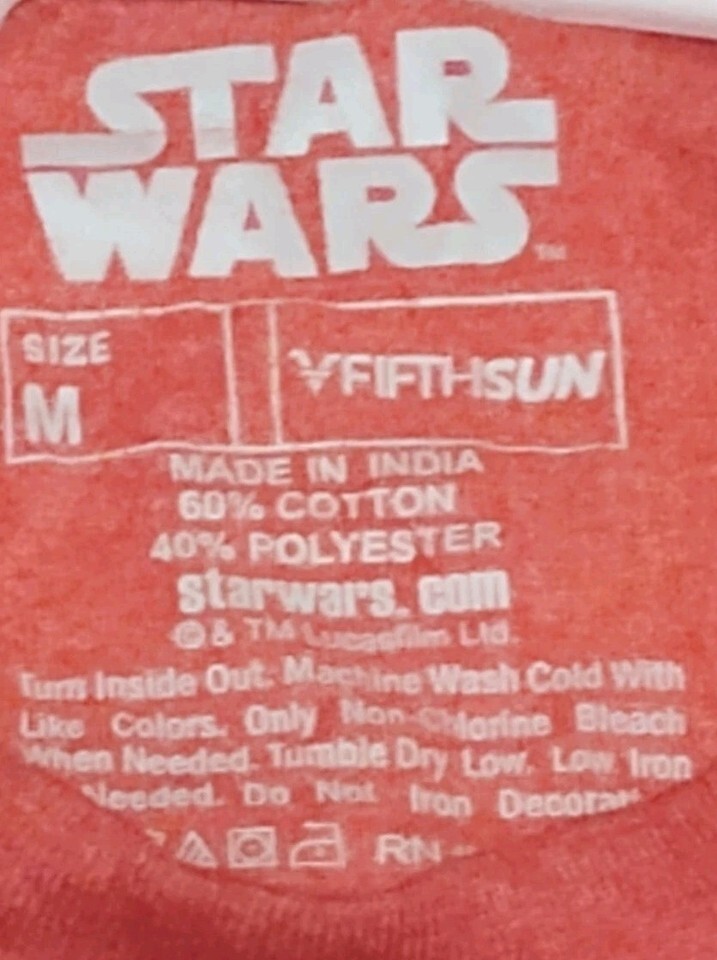 STAR
WARS™
SIZE
M
FIFTHSUN
MADE IN INDIA
60% COTTON
40% POLYESTER
starwars.com
©& TM Lucasfilm Ltd.
Turn Inside Out. Machine Wash Cold With
Like Colors. Only Non-Chlorine Bleach
When Needed. Tumble Dry Low. Low Iron
Needed. Do Not Iron
RN